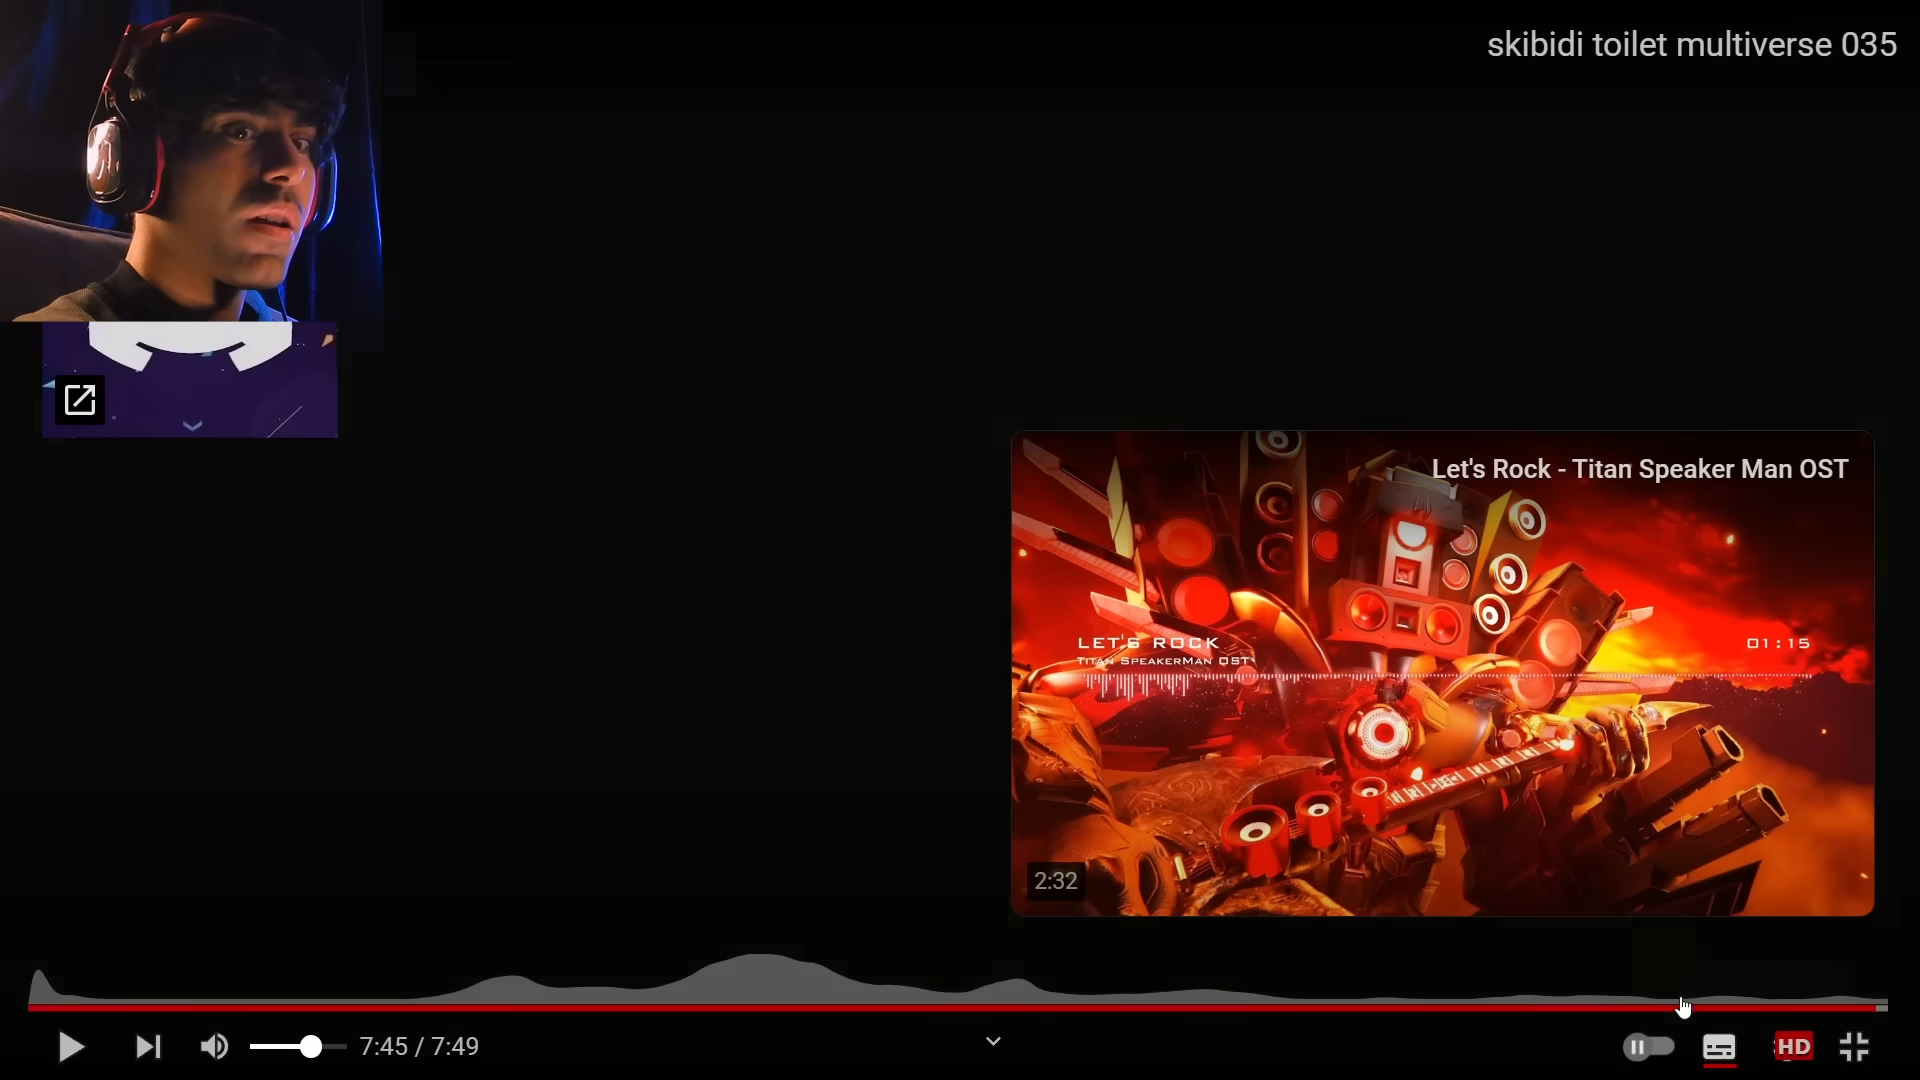 skibidi toilet multiverse 035
Let's Rock - Titan Speaker Man OST
LET'S ROCK
01:15
TITAN SPEAKERMAN OST
2:32
7:45 / 7:49
HD